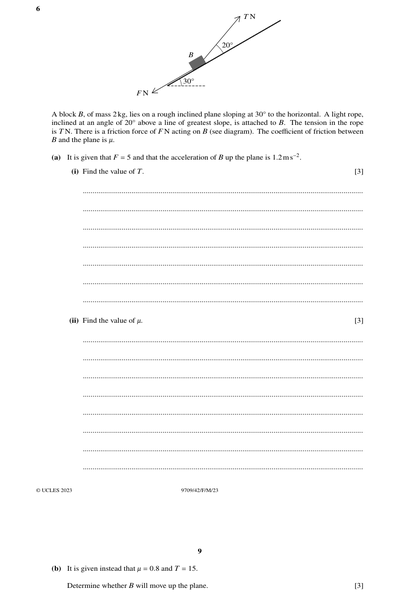 6
T N
20°
B
30°
F N
A block B, of mass 2 kg, lies on a rough inclined plane sloping at 30° to the horizontal. A light rope,
inclined at an angle of 20° above a line of greatest slope, is attached to B. The tension in the rope
is T N. There is a friction force of F N acting on B (see diagram). The coefficient of friction between
B and the plane is μ.
(a) It is given that F = 5 and that the acceleration of B up the plane is 1.2 m s⁻².
(i) Find the value of T. [3]
(ii) Find the value of μ. [3]
© UCLES 2023 9709/42/F/M/23
9
(b) It is given instead that μ = 0.8 and T = 15.
Determine whether B will move up the plane. [3]